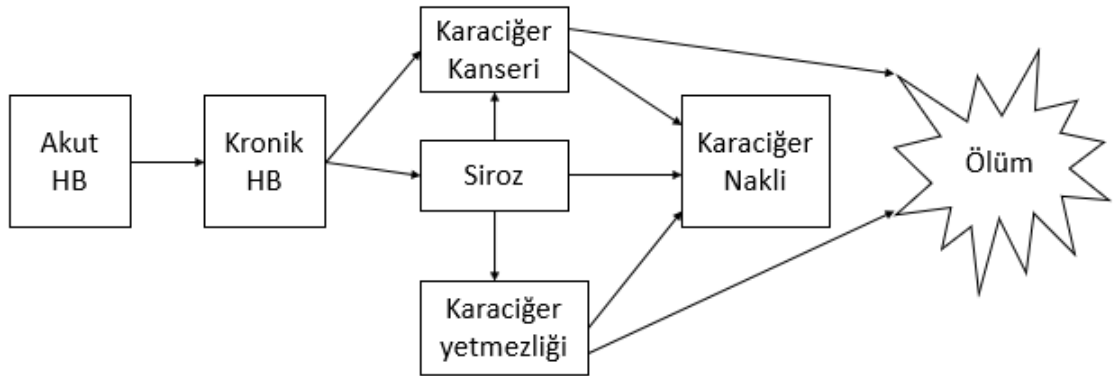 Akut
HB
Kronik
HB
Karaciğer
Kanseri
Siroz
Karaciğer
yetmezliği
Karaciğer
Nakli
Ölüm